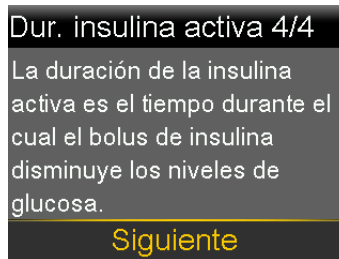 Dur. insulina activa 4/4
La duración de la insulina
activa es el tiempo durante el
cual el bolus de insulina
disminuye los niveles de
glucosa.
Siguiente